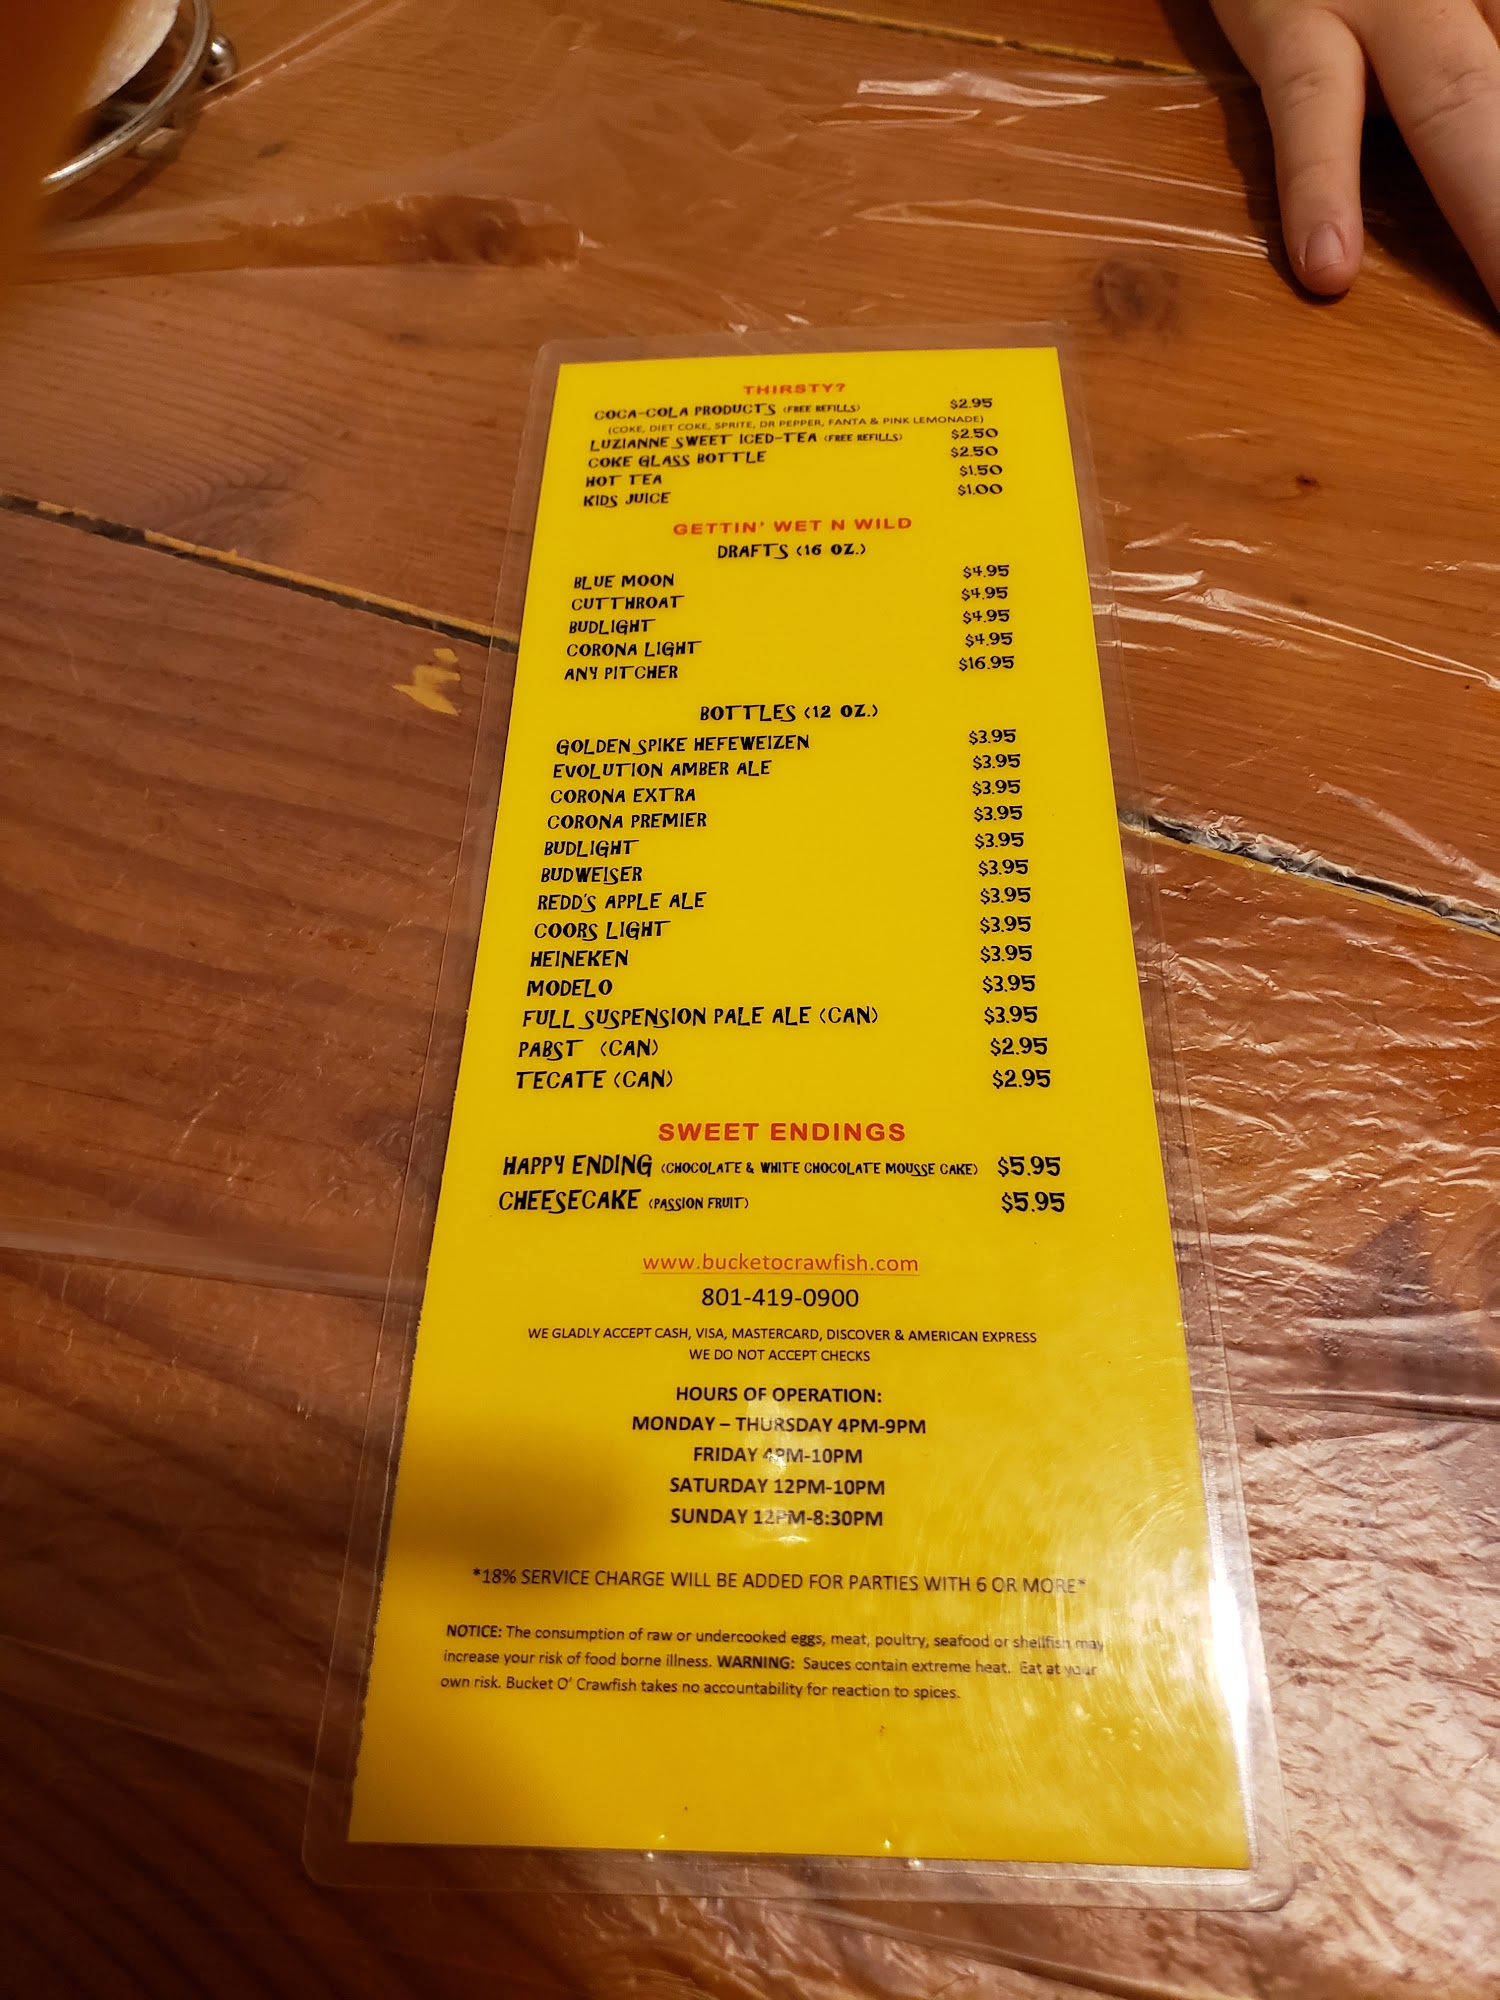 THIRSTY?
COCA-COLA PRODUCTS (FREE REFILLS) $2.95
(COKE, DIET COKE, SPRITE, DR PEPPER, FANTA & PINK LEMONADE)
LUZIANNE SWEET ICED-TEA (FREE REFILLS) $2.50
COKE GLASS BOTTLE $2.50
HOT TEA $1.50
KIDS JUICE $1.00
GETTIN' WET N WILD
DRAFTS (16 OZ.)
BLUE MOON $4.95
CUTTHROAT $4.95
BUDLIGHT $4.95
CORONA LIGHT $4.95
ANY PITCHER $16.95
BOTTLES (12 OZ.)
GOLDEN SPIKE HEFEWEIZEN $3.95
EVOLUTION AMBER ALE $3.95
CORONA EXTRA $3.95
CORONA PREMIER $3.95
BUDLIGHT $3.95
BUDWEISER $3.95
REDD'S APPLE ALE $3.95
COORS LIGHT $3.95
HEINEKEN $3.95
MODELO $3.95
FULL SUSPENSION PALE ALE (CAN) $3.95
PABST (CAN) $2.95
TECATE (CAN) $2.95
SWEET ENDINGS
HAPPY ENDING (CHOCOLATE & WHITE CHOCOLATE MOUSSE CAKE) $5.95
CHEESECAKE (PASSION FRUIT) $5.95
www.bucketocrawfish.com
801-419-0900
WE GLADLY ACCEPT CASH, VISA, MASTERCARD, DISCOVER & AMERICAN EXPRESS
WE DO NOT ACCEPT CHECKS
HOURS OF OPERATION:
MONDAY – THURSDAY 4PM-9PM
FRIDAY 4PM-10PM
SATURDAY 12PM-10PM
SUNDAY 12PM-8:30PM
*18% SERVICE CHARGE WILL BE ADDED FOR PARTIES WITH 6 OR MORE*
NOTICE: The consumption of raw or undercooked eggs, meat, poultry, seafood or shellfish may
increase your risk of food borne illness. WARNING: Sauces contain extreme heat. Eat at your
own risk. Bucket O' Crawfish takes no accountability for reaction to spices.